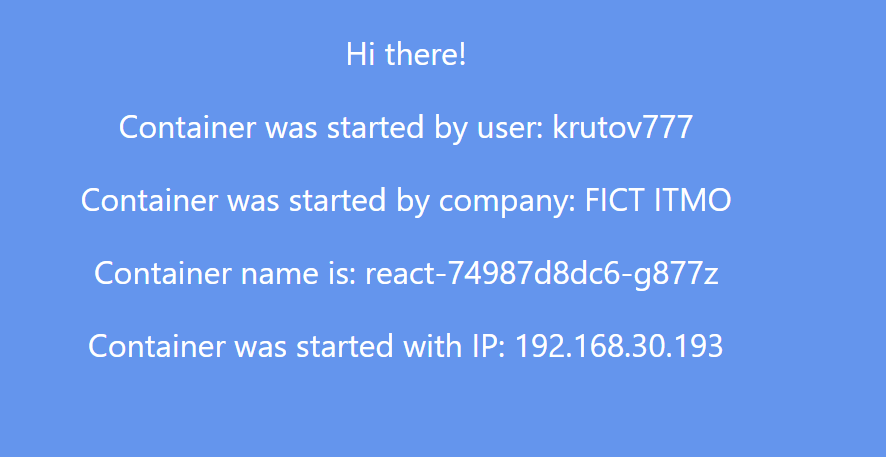 Hi there!
Container was started by user: krutov777
Container was started by company: FICT ITMO
Container name is: react-74987d8dc6-g877z
Container was started with IP: 192.168.30.193